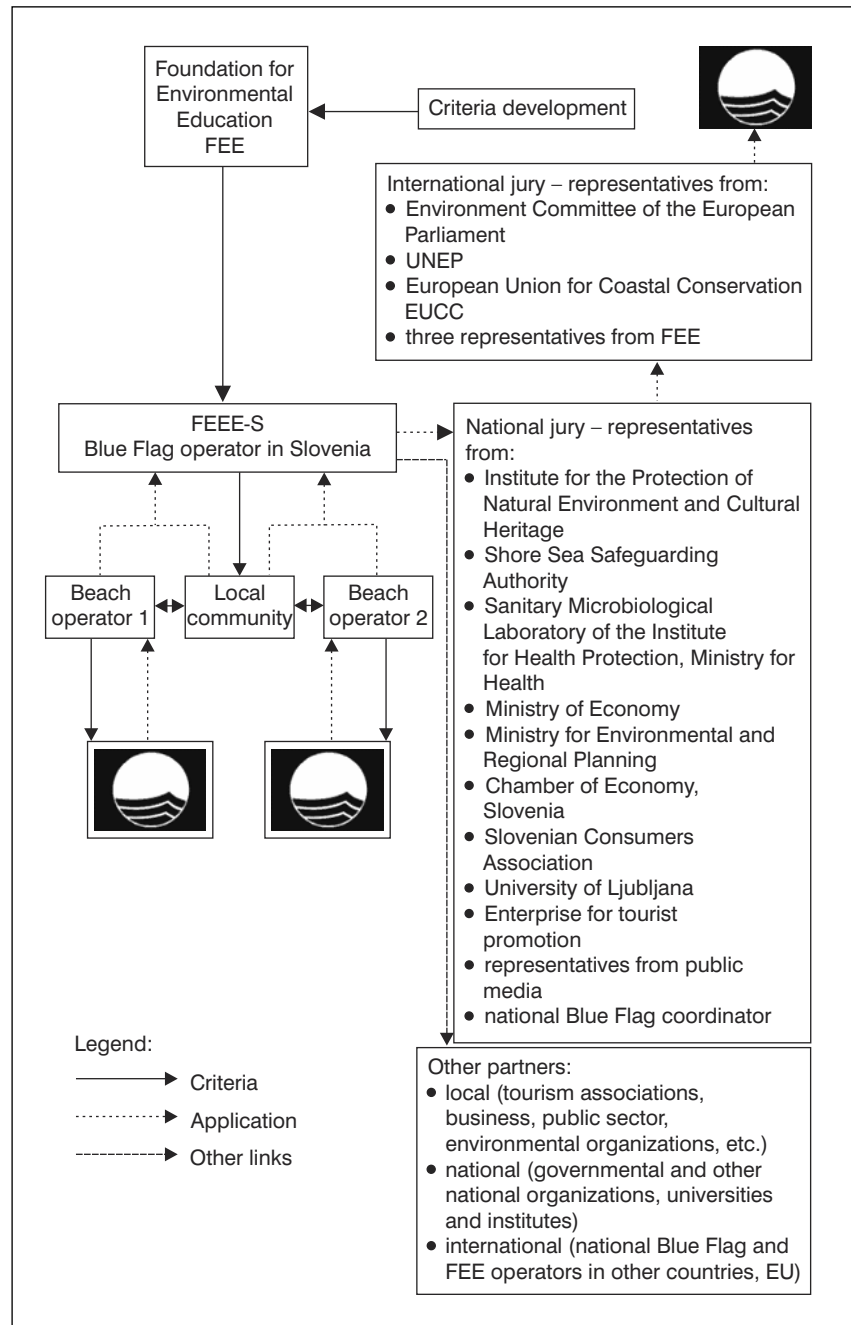 Foundation for
Environmental
Education
FEE
Criteria development
International jury – representatives from:
● Environment Committee of the European
Parliament
● UNEP
● European Union for Coastal Conservation
EUCC
● three representatives from FEE
FEEE-S
Blue Flag operator in Slovenia
National jury – representatives
from:
● Institute for the Protection of
Natural Environment and Cultural
Heritage
● Shore Sea Safeguarding
Authority
● Sanitary Microbiological
Laboratory of the Institute
for Health Protection, Ministry for
Health
● Ministry of Economy
● Ministry for Environmental and
Regional Planning
● Chamber of Economy,
Slovenia
● Slovenian Consumers
Association
● University of Ljubljana
● Enterprise for tourist
promotion
● representatives from public
media
● national Blue Flag coordinator
Beach
operator 1
Local
community
Beach
operator 2
Legend:
Criteria
Application
Other links
Other partners:
● local (tourism associations,
business, public sector,
environmental organizations, etc.)
● national (governmental and other
national organizations, universities
and institutes)
● international (national Blue Flag and
FEE operators in other countries, EU)